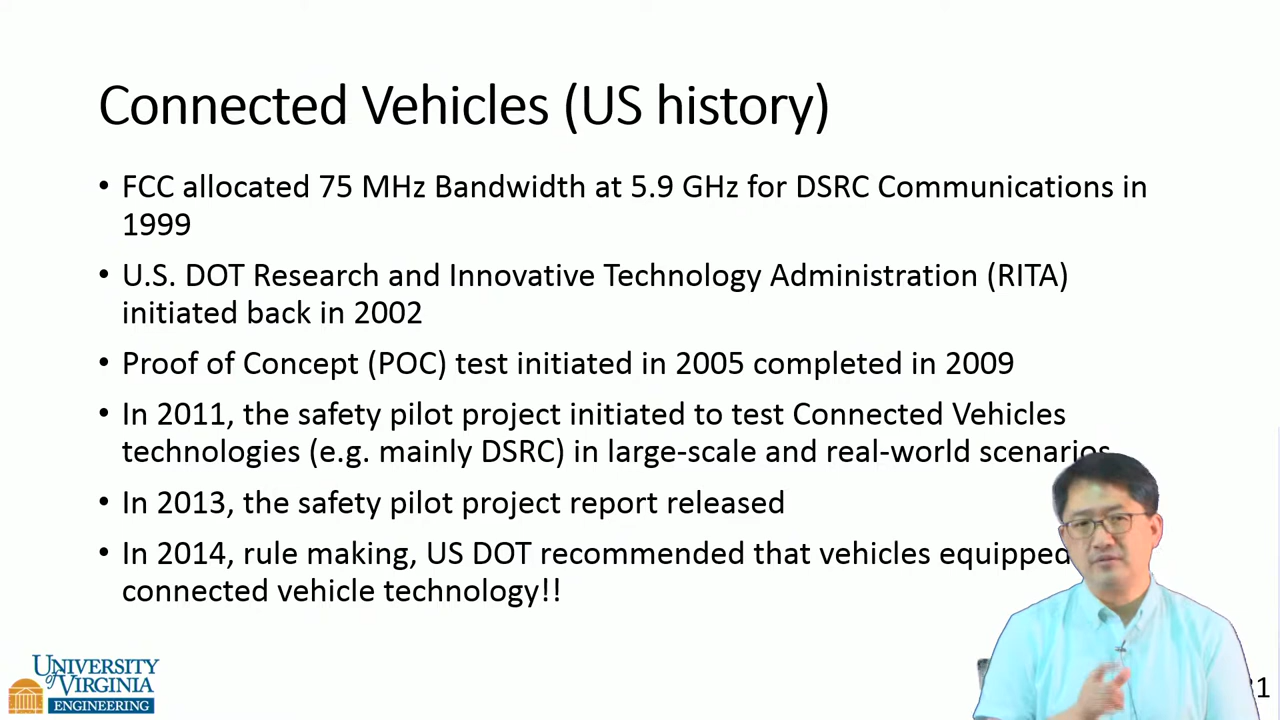 Connected Vehicles (US history)
• FCC allocated 75 MHz Bandwidth at 5.9 GHz for DSRC Communications in
1999
• U.S. DOT Research and Innovative Technology Administration (RITA)
initiated back in 2002
• Proof of Concept (POC) test initiated in 2005 completed in 2009
• In 2011, the safety pilot project initiated to test Connected Vehicles
technologies (e.g. mainly DSRC) in large-scale and real-world scenarios
• In 2013, the safety pilot project report released
• In 2014, rule making, US DOT recommended that vehicles equipped
connected vehicle technology!!
UNIVERSITY
of VIRGINIA
ENGINEERING